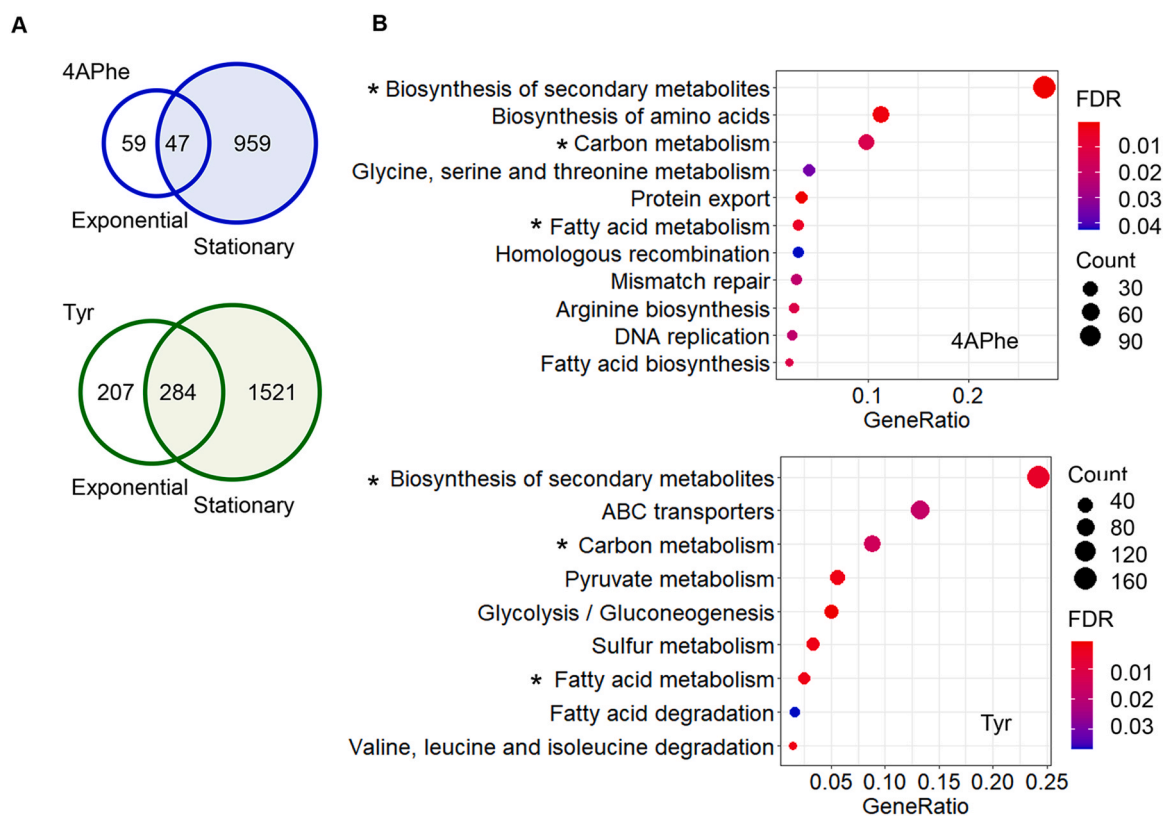 A
B
4APhe
59
47
959
Exponential
Stationary
Tyr
207
284
1521
Exponential
Stationary
* Biosynthesis of secondary metabolites
Biosynthesis of amino acids
* Carbon metabolism
Glycine, serine and threonine metabolism
Protein export
* Fatty acid metabolism
Homologous recombination
Mismatch repair
Arginine biosynthesis
DNA replication
Fatty acid biosynthesis
4APhe
0.1
0.2
GeneRatio
FDR
0.01
0.02
0.03
0.04
Count
30
60
90
* Biosynthesis of secondary metabolites
ABC transporters
* Carbon metabolism
Pyruvate metabolism
Glycolysis / Gluconeogenesis
Sulfur metabolism
* Fatty acid metabolism
Fatty acid degradation
Valine, leucine and isoleucine degradation
Tyr
0.05
0.10
0.15
0.20
0.25
GeneRatio
Count
40
80
120
160
FDR
0.01
0.02
0.03